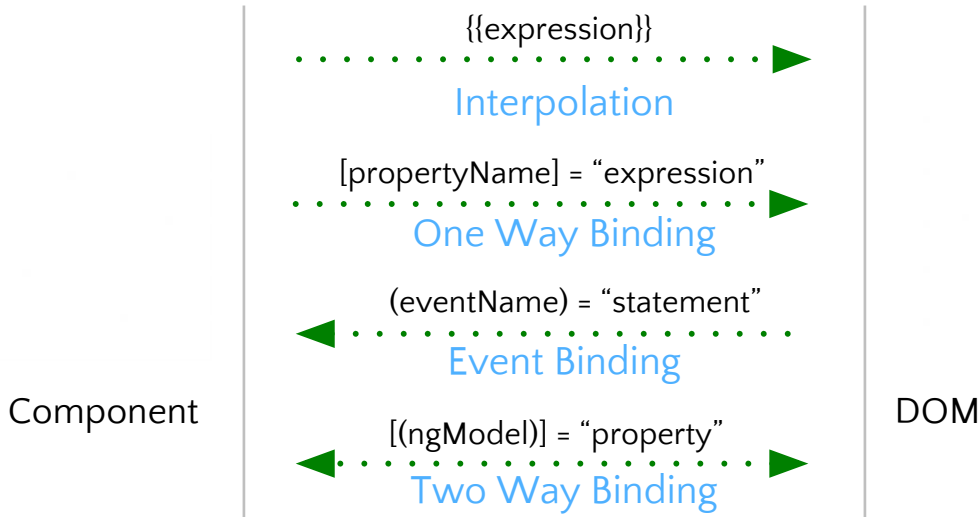 {{expression}}
Interpolation
[propertyName] = “expression”
One Way Binding
(eventName) = “statement”
Event Binding
Component
DOM
[(ngModel)] = “property”
Two Way Binding